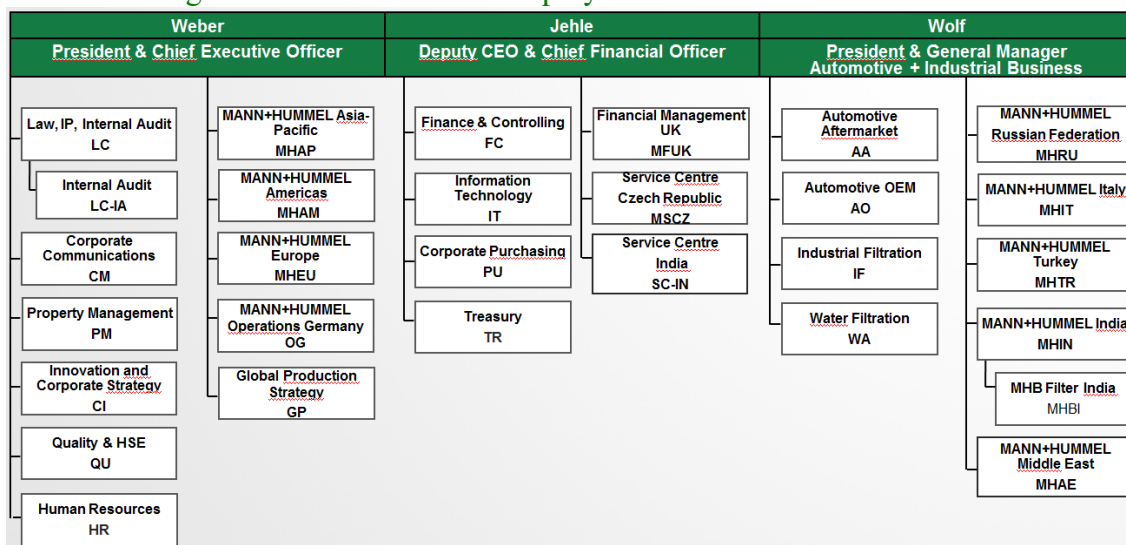 Weber
President & Chief Executive Officer
Law, IP, Internal Audit
LC
Internal Audit
LC-IA
Corporate
Communications
CM
Property Management
PM
Innovation and
Corporate Strategy
CI
Quality & HSE
QU
Human Resources
HR
MANN+HUMMEL Asia-
Pacific
MHAP
MANN+HUMMEL
Americas
MHAM
MANN+HUMMEL
Europe
MHEU
MANN+HUMMEL
Operations Germany
OG
Global Production
Strategy
GP
Jehle
Deputy CEO & Chief Financial Officer
Finance & Controlling
FC
Information
Technology
IT
Corporate Purchasing
PU
Treasury
TR
Financial Management
UK
MFUK
Service Centre
Czech Republic
MSCZ
Service Centre
India
SC-IN
Wolf
President & General Manager
Automotive + Industrial Business
Automotive
Aftermarket
AA
Automotive OEM
AO
Industrial Filtration
IF
Water Filtration
WA
MANN+HUMMEL
Russian Federation
MHRU
MANN+HUMMEL Italy
MHIT
MANN+HUMMEL
Turkey
MHTR
MANN+HUMMEL India
MHIN
MHB Filter India
MHBI
MANN+HUMMEL
Middle East
MHAE